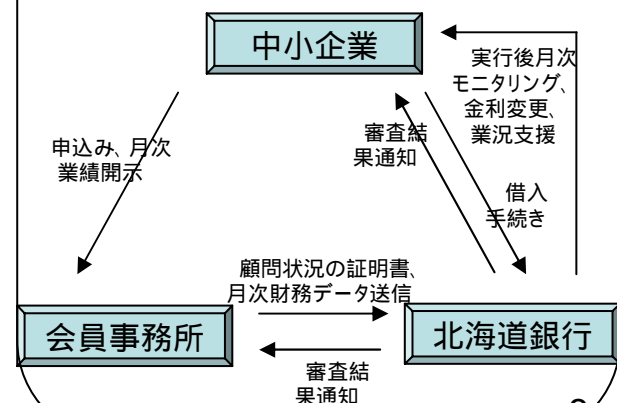 中小企業
実行後月次
モニタリング、
金利変更、
業況支援
審査結
果通知
申込み、月次
業績開示
借入
手続き
顧問状況の証明書、
月次財務データ送信
会員事務所
北海道銀行
審査結
果通知